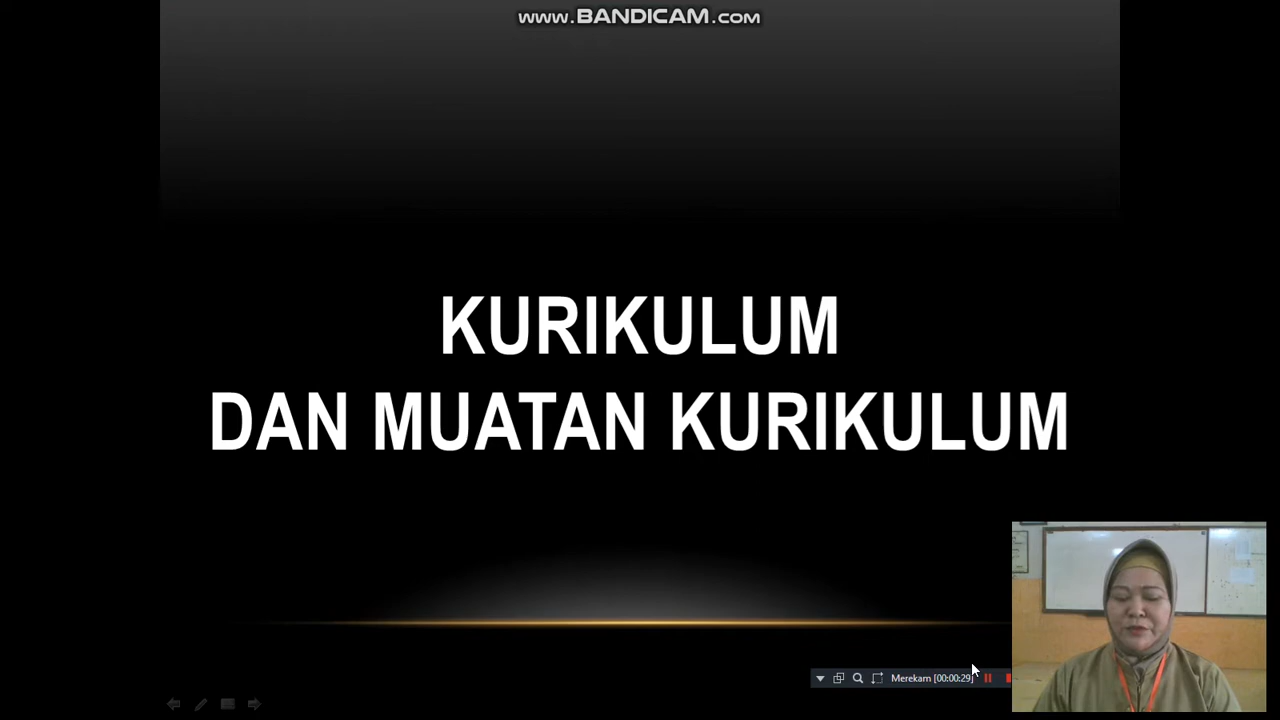 www.BANDICAM.com
KURIKULUM
DAN MUATAN KURIKULUM
Merekam [00:00:29]